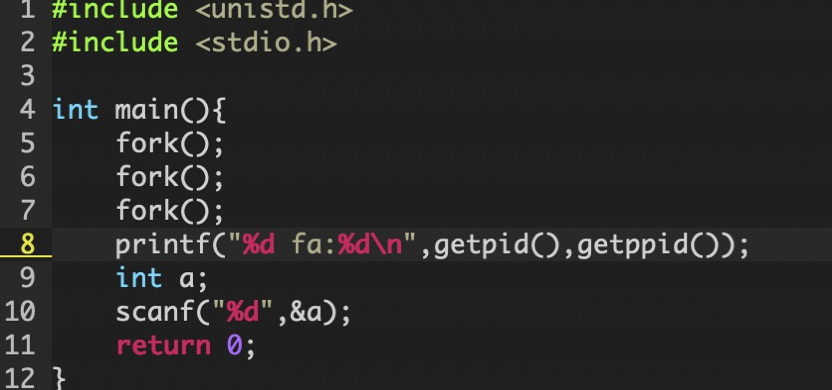 1 #include <unistd.h>
2 #include <stdio.h>
3
4 int main(){
5     fork();
6     fork();
7     fork();
8     printf("%d fa:%d\n",getpid(),getppid());
9     int a;
10     scanf("%d",&a);
11     return 0;
12 }